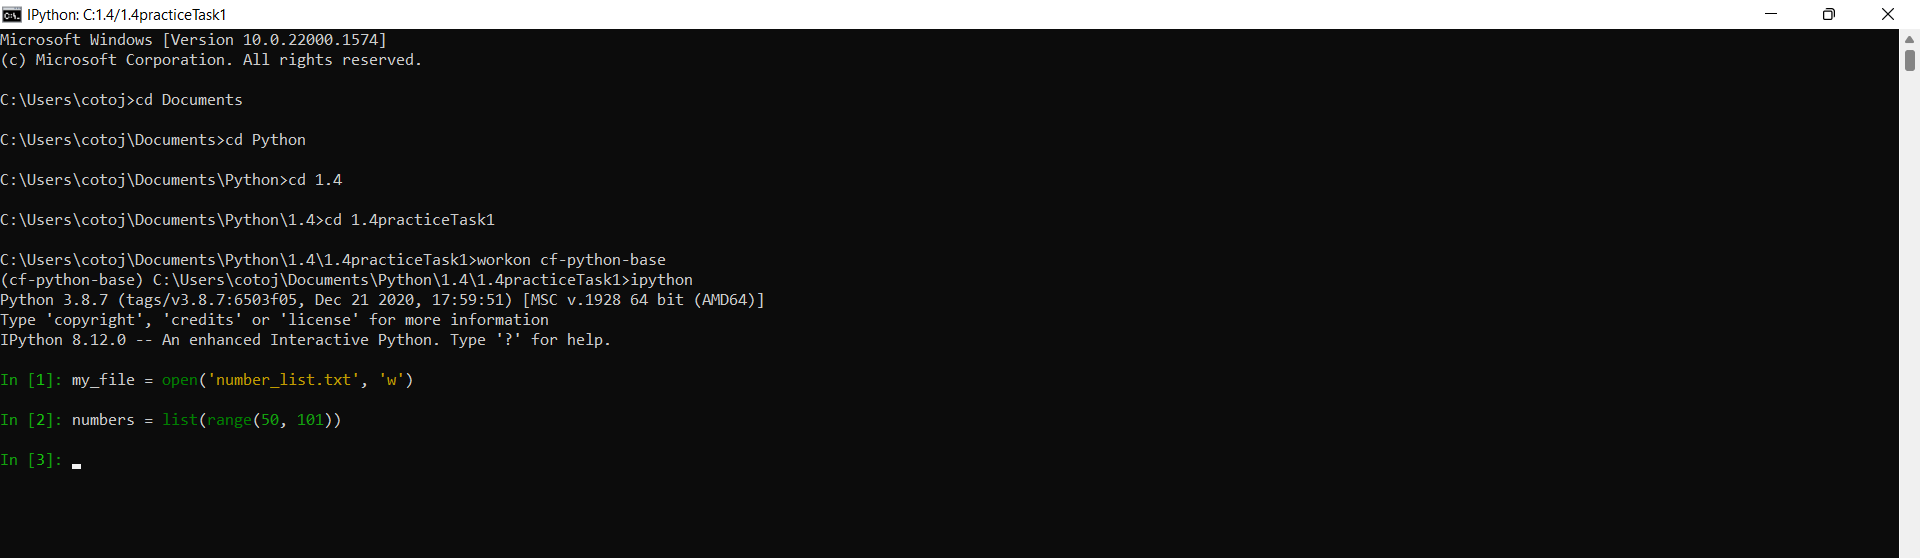 IPython: C:1.4/1.4practiceTask1
Microsoft Windows [Version 10.0.22000.1574]
(c) Microsoft Corporation. All rights reserved.
C:\Users\cotoj>cd Documents
C:\Users\cotoj\Documents>cd Python
C:\Users\cotoj\Documents\Python>cd 1.4
C:\Users\cotoj\Documents\Python\1.4>cd 1.4practiceTask1
C:\Users\cotoj\Documents\Python\1.4\1.4practiceTask1>workon cf-python-base
(cf-python-base) C:\Users\cotoj\Documents\Python\1.4\1.4practiceTask1>ipython
Python 3.8.7 (tags/v3.8.7:6503f05, Dec 21 2020, 17:59:51) [MSC v.1928 64 bit (AMD64)]
Type 'copyright', 'credits' or 'license' for more information
IPython 8.12.0 -- An enhanced Interactive Python. Type '?' for help.
In [1]: my_file = open('number_list.txt', 'w')
In [2]: numbers = list(range(50, 101))
In [3]: